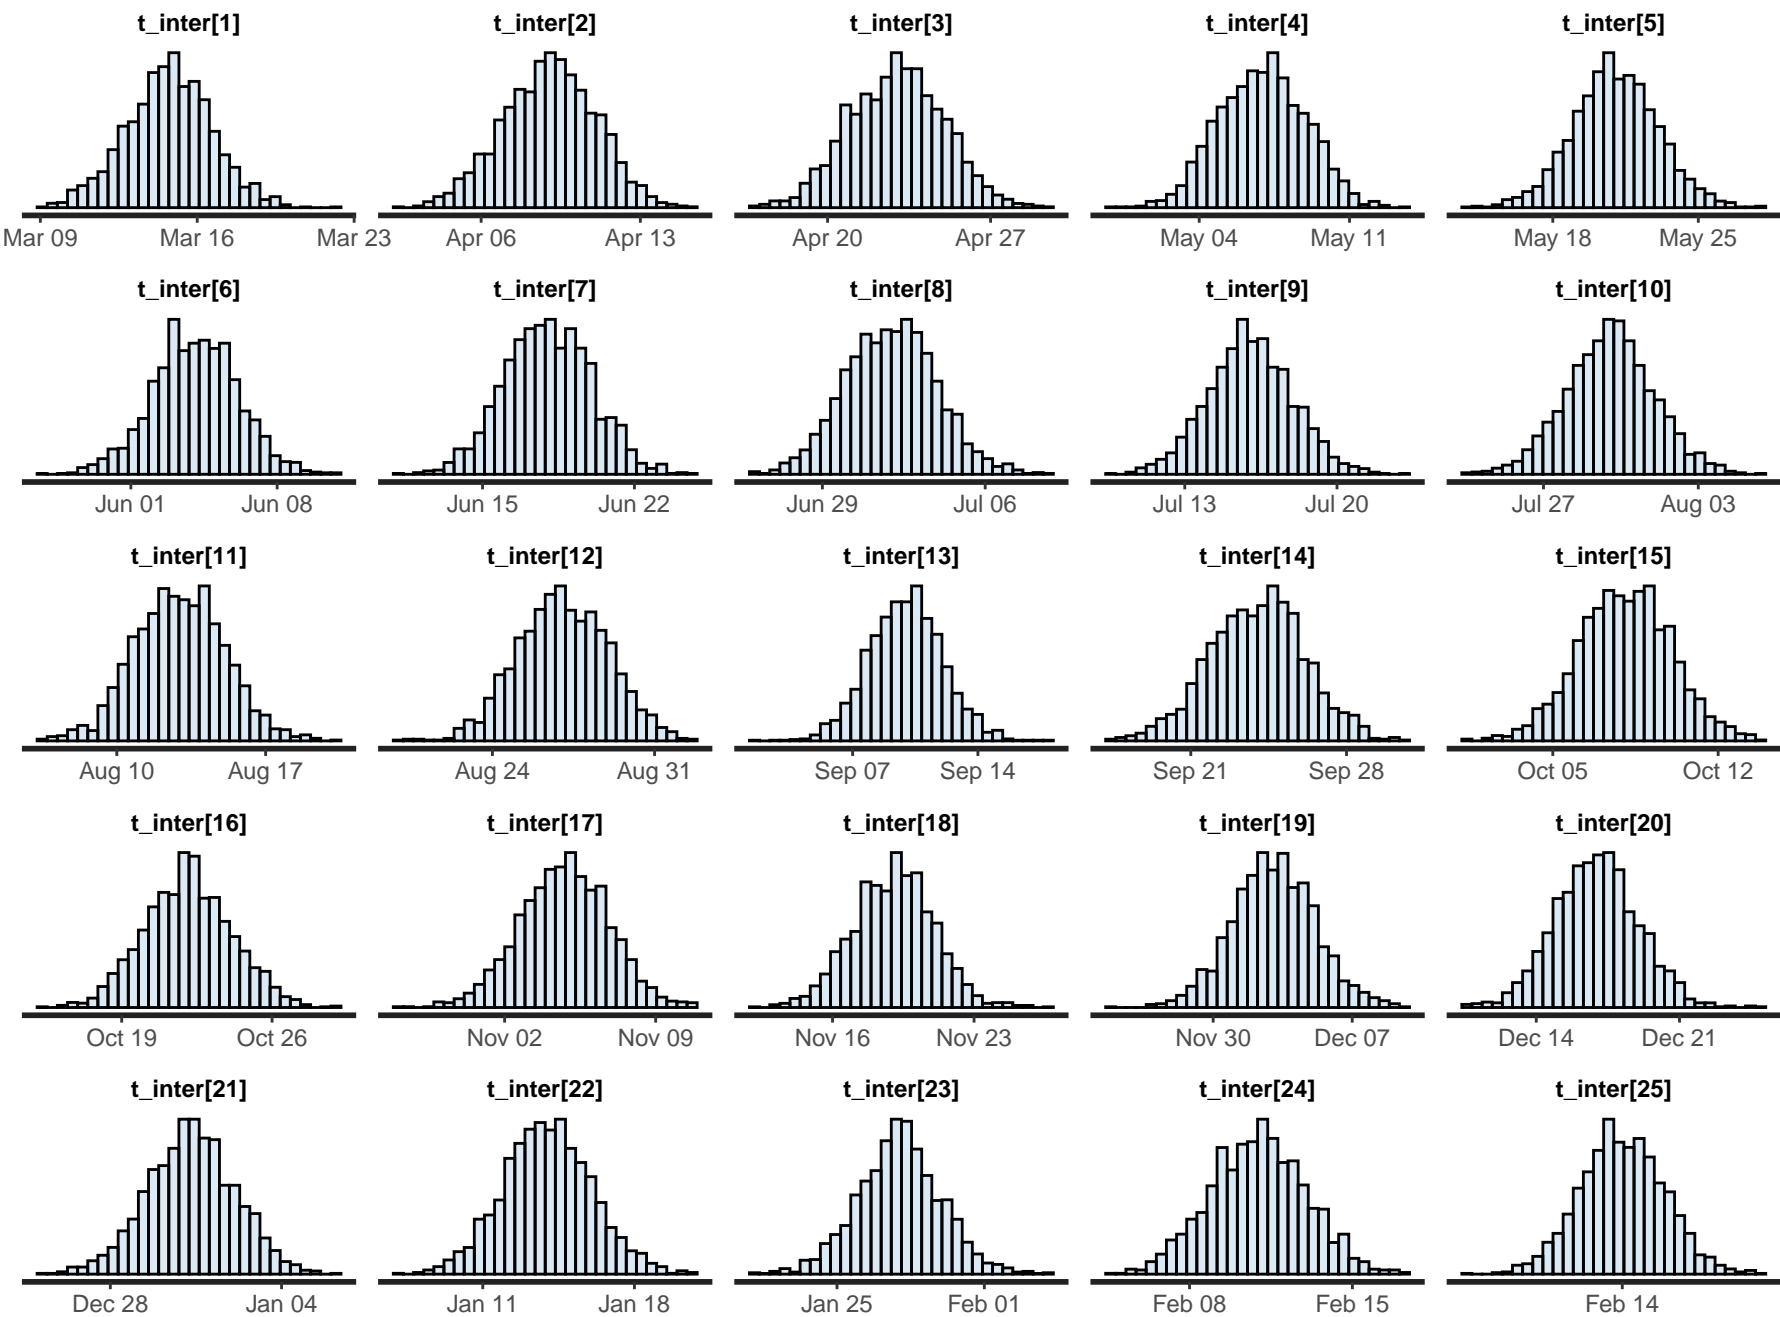 t_inter[1] t_inter[2] t_inter[3] t_inter[4] t_inter[5]
Mar 09 Mar 16 Mar 23 Apr 06 Apr 13 Apr 20 Apr 27 May 04 May 11 May 18 May 25
t_inter[6] t_inter[7] t_inter[8] t_inter[9] t_inter[10]
Jun 01 Jun 08 Jun 15 Jun 22 Jun 29 Jul 06 Jul 13 Jul 20 Jul 27 Aug 03
t_inter[11] t_inter[12] t_inter[13] t_inter[14] t_inter[15]
Aug 10 Aug 17 Aug 24 Aug 31 Sep 07 Sep 14 Sep 21 Sep 28 Oct 05 Oct 12
t_inter[16] t_inter[17] t_inter[18] t_inter[19] t_inter[20]
Oct 19 Oct 26 Nov 02 Nov 09 Nov 16 Nov 23 Nov 30 Dec 07 Dec 14 Dec 21
t_inter[21] t_inter[22] t_inter[23] t_inter[24] t_inter[25]
Dec 28 Jan 04 Jan 11 Jan 18 Jan 25 Feb 01 Feb 08 Feb 15 Feb 14